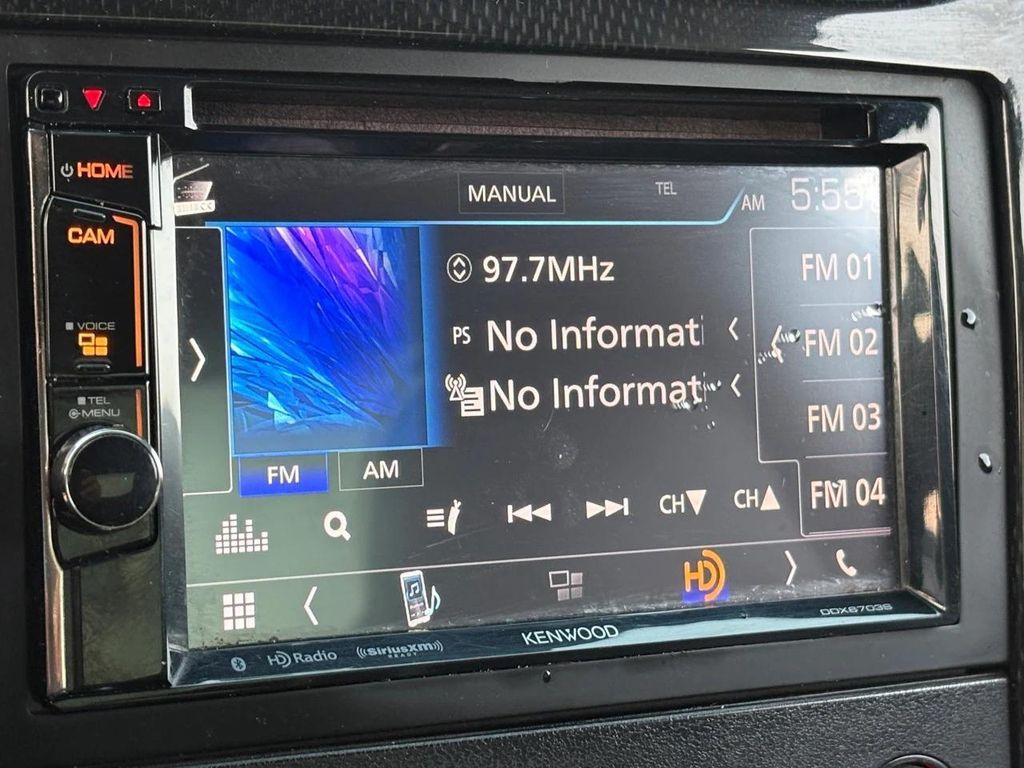 HOME
CAM
VOICE
TEL
MENU
MANUAL
TEL
AM 5:55
97.7MHz
PS No Informati
No Informat
FM 01
FM 02
FM 03
FM 04
FM AM
CH▼ CH▲
HD
KENWOOD
DDX6703S
HD Radio
((SiriusXM))
READY